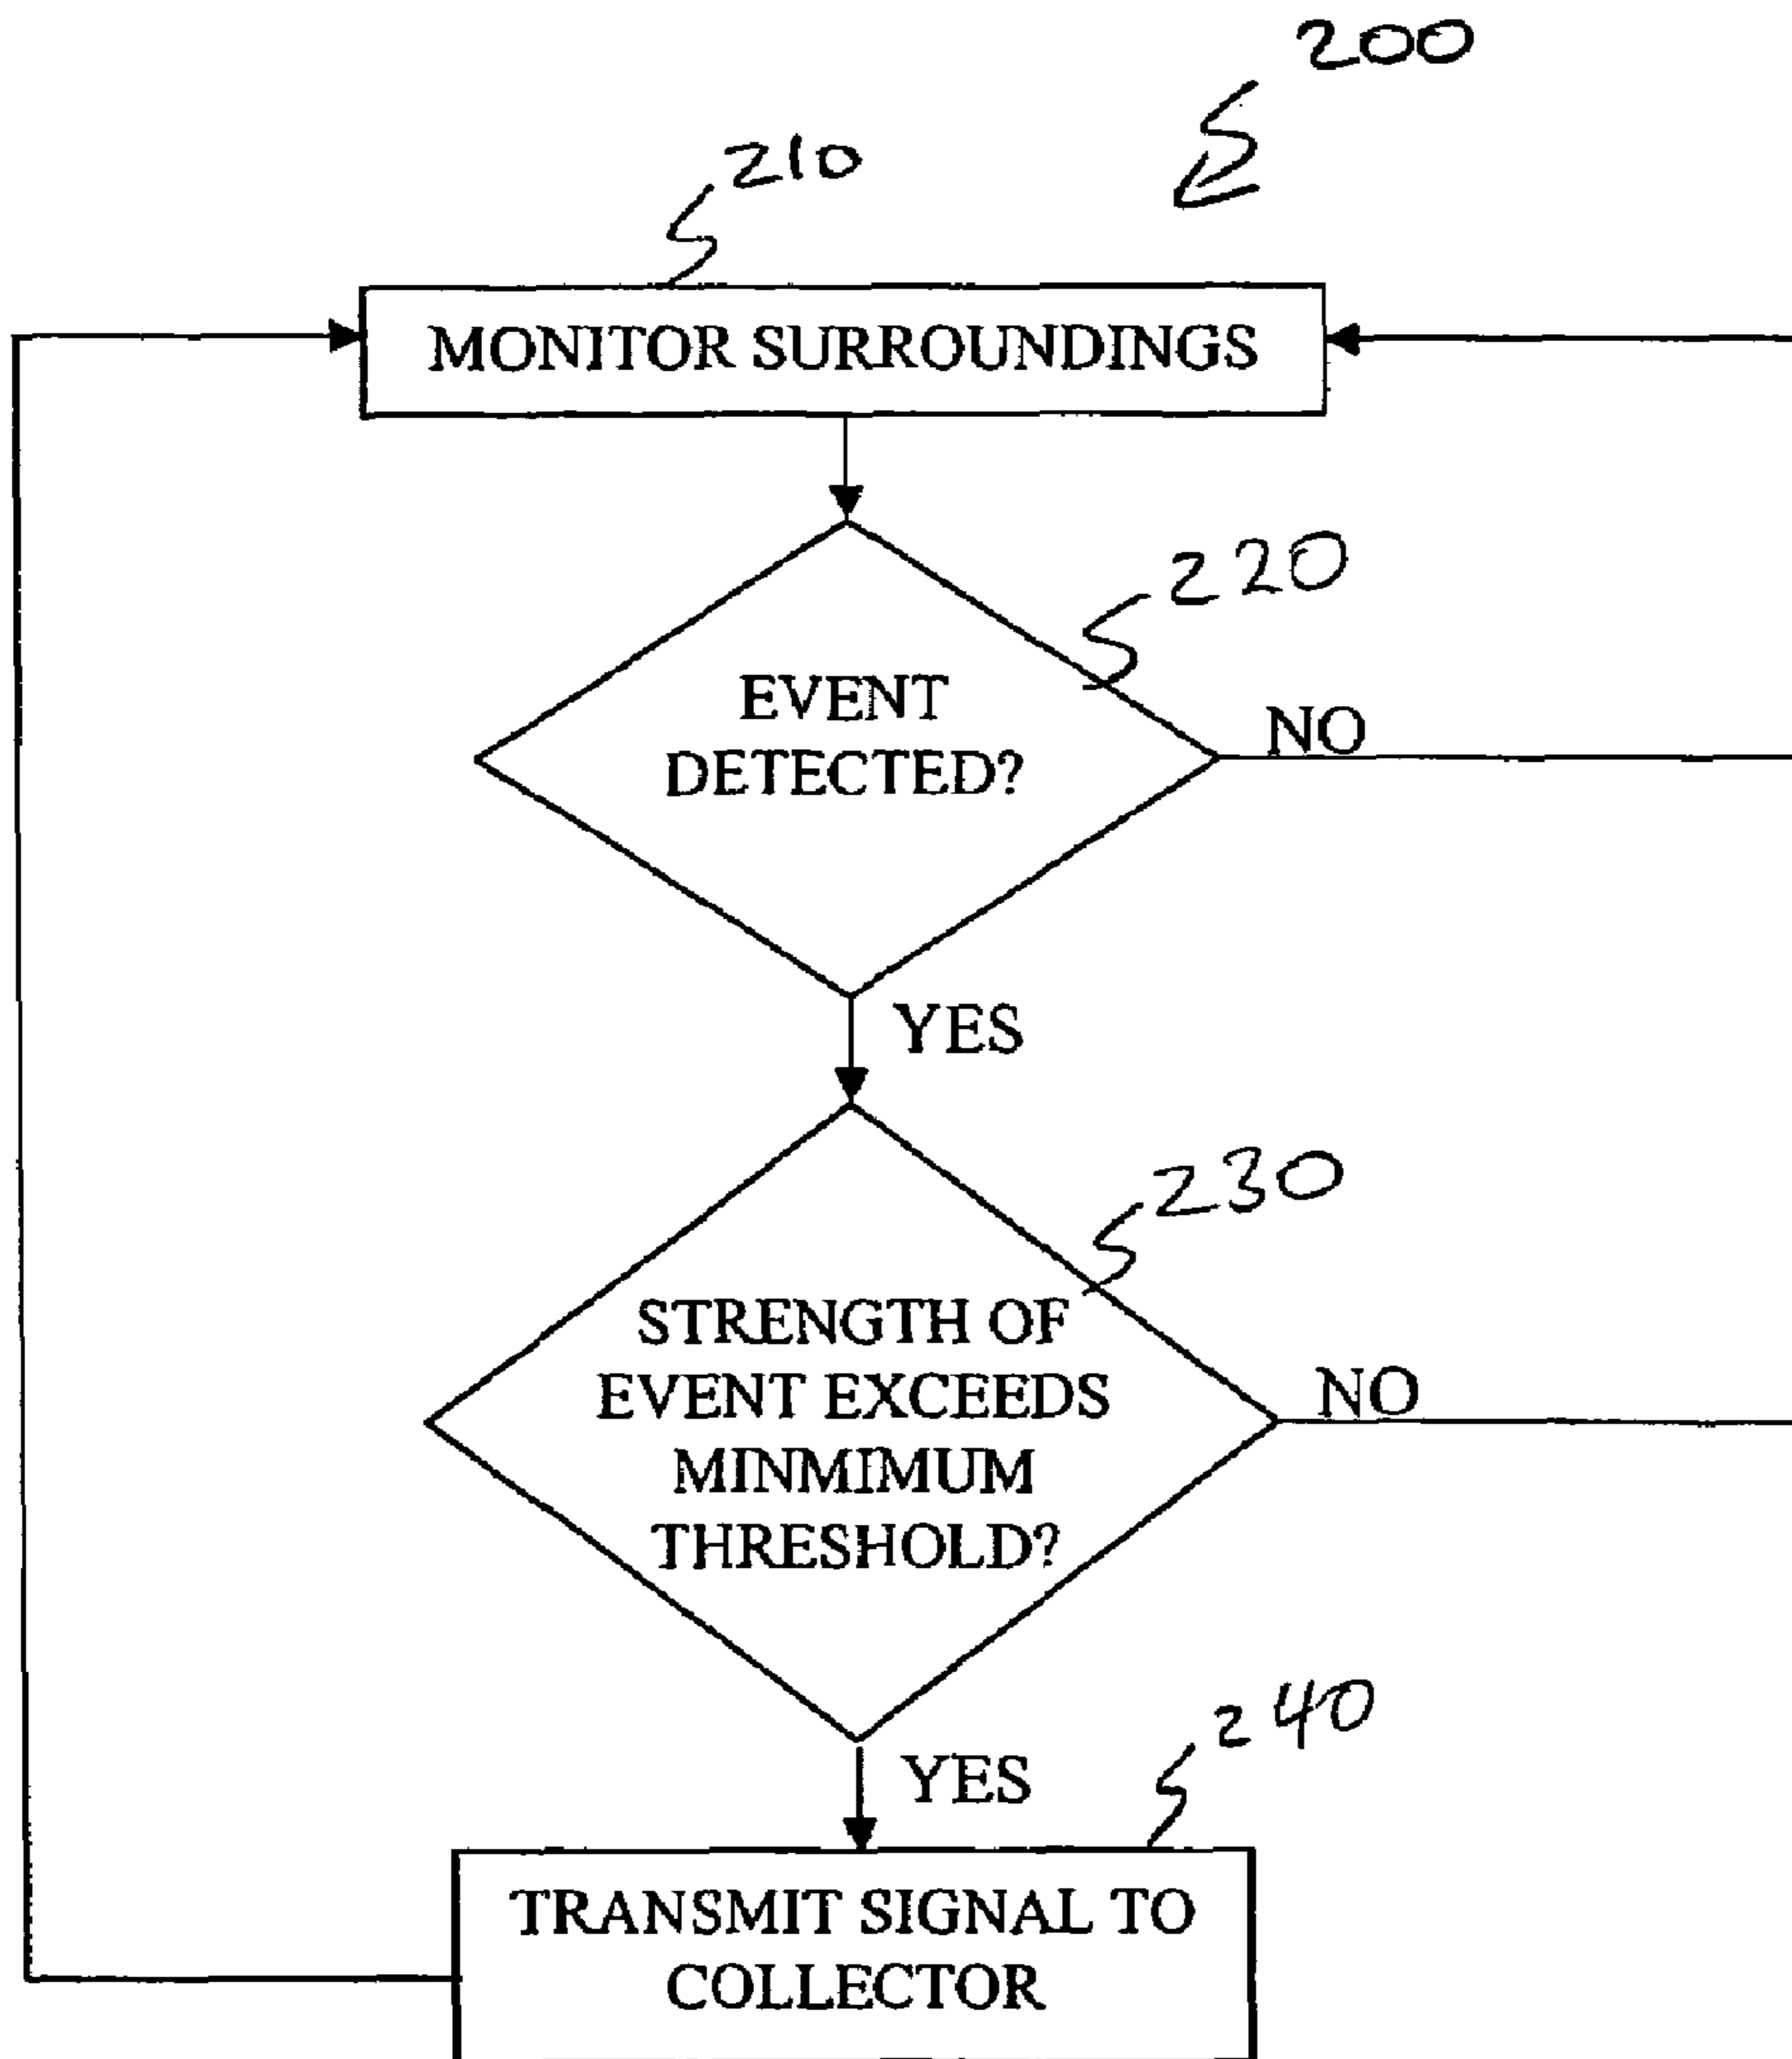 200
210
MONITOR SURROUNDINGS
220
EVENT
DETECTED?
NO
YES
230
STRENGTH OF
EVENT EXCEEDS
MINMIMUM
THRESHOLD?
NO
YES
240
TRANSMIT SIGNAL TO
COLLECTOR